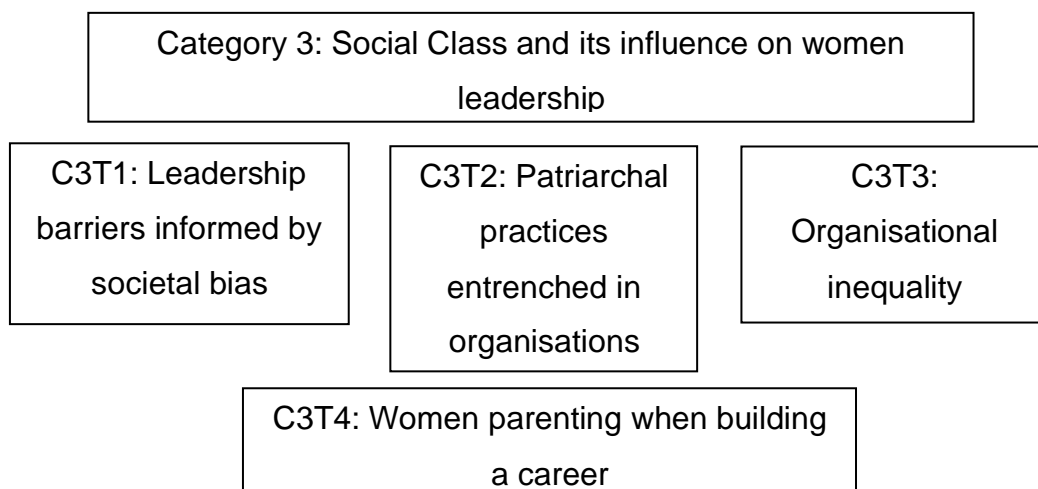 Category 3: Social Class and its influence on women
leadership
C3T1: Leadership
barriers informed by
societal bias
C3T2: Patriarchal
practices
entrenched in
organisations
C3T3:
Organisational
inequality
C3T4: Women parenting when building
a career